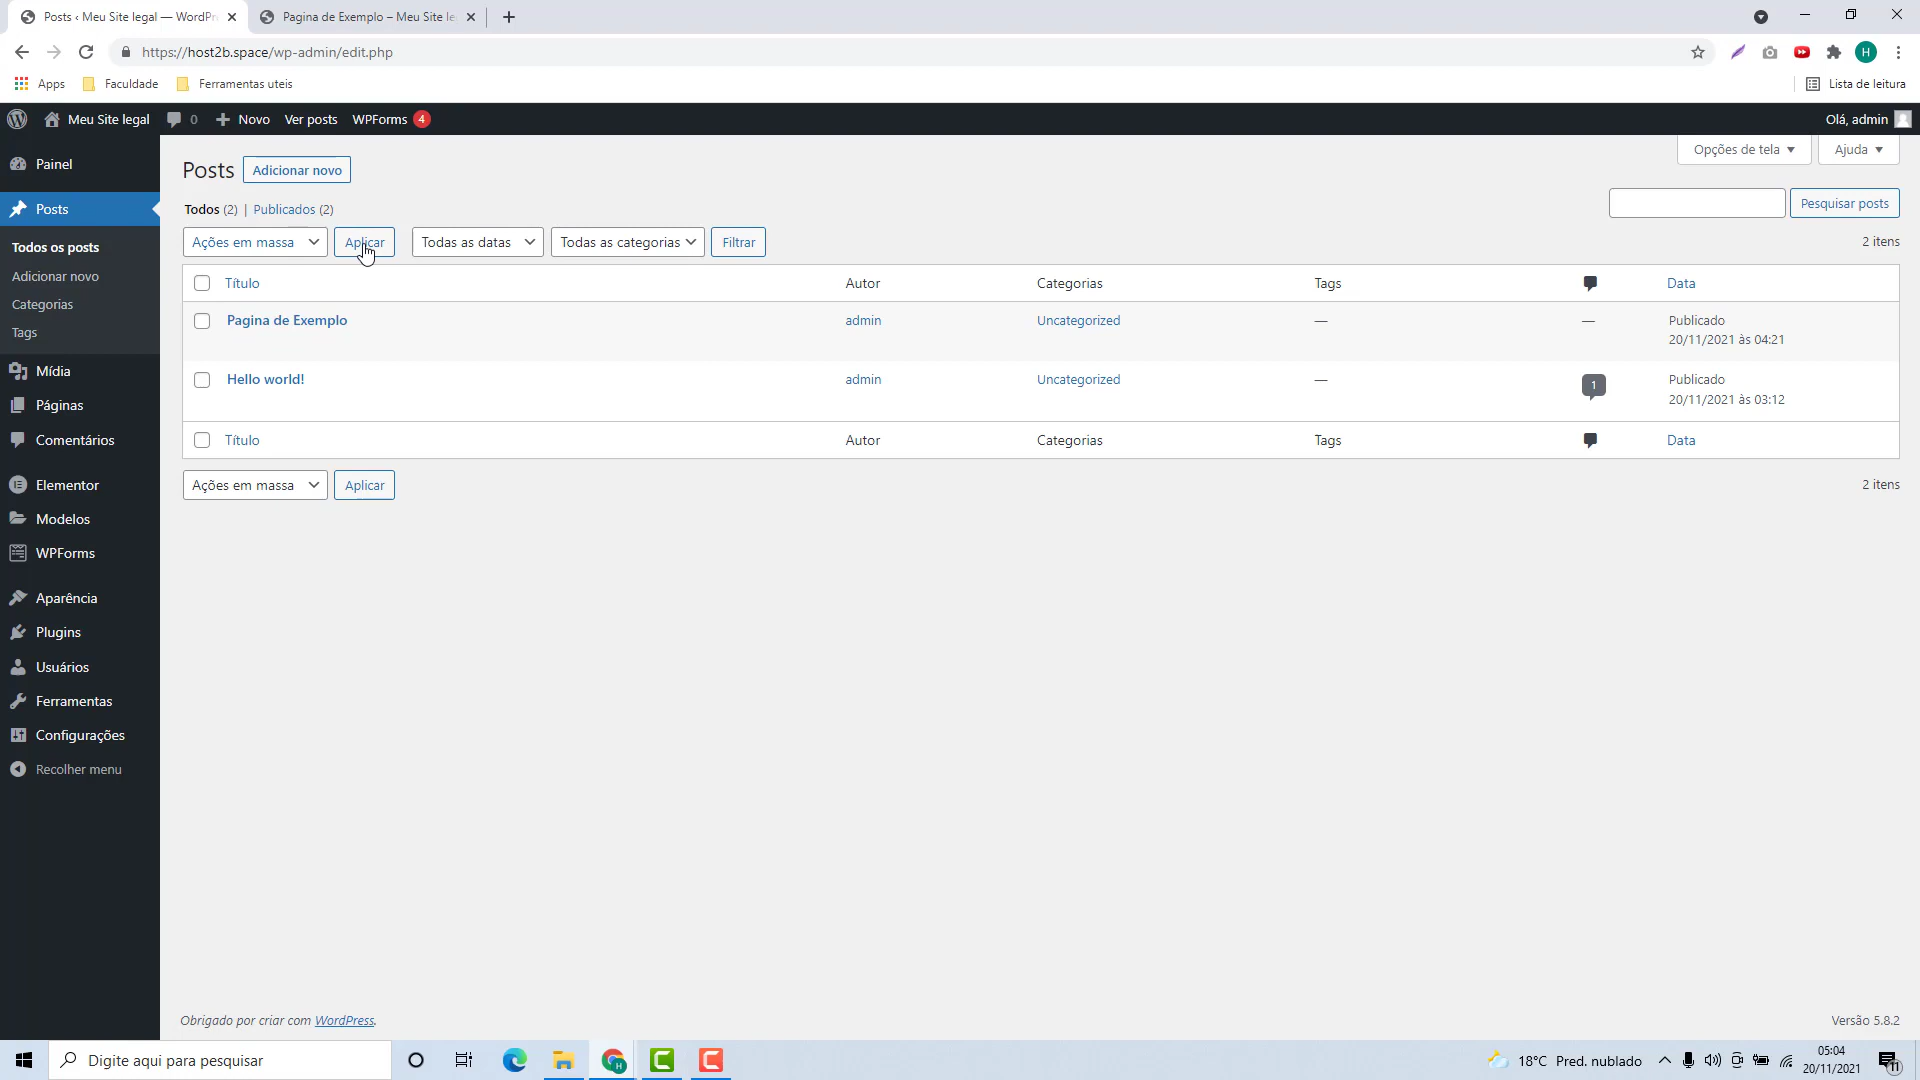 Posts ‹ Meu Site legal — WordPr
Pagina de Exemplo – Meu Site le
https://host2b.space/wp-admin/edit.php
H
Apps
Faculdade
Ferramentas uteis
Lista de leitura
Meu Site legal
0
Novo
Ver posts
WPForms 4
Olá, admin
Painel
Posts
Todos os posts
Adicionar novo
Categorias
Tags
Mídia
Páginas
Comentários
Elementor
Modelos
WPForms
Aparência
Plugins
Usuários
Ferramentas
Configurações
Recolher menu
Posts Adicionar novo
Opções de tela
Ajuda
Todos (2) | Publicados (2)
Pesquisar posts
Ações em massa Aplicar Todas as datas Todas as categorias Filtrar 2 itens
Título Autor Categorias Tags Data
Pagina de Exemplo admin Uncategorized — — Publicado
20/11/2021 às 04:21
Hello world! admin Uncategorized — 1 Publicado
20/11/2021 às 03:12
Título Autor Categorias Tags Data
Ações em massa Aplicar 2 itens
Obrigado por criar com WordPress.
Versão 5.8.2
Digite aqui para pesquisar
18°C Pred. nublado
05:04
20/11/2021
11